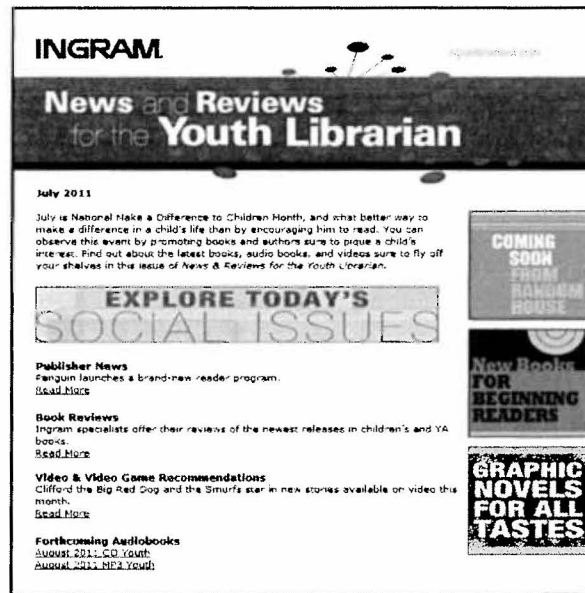 INGRAM
News and Reviews
for the Youth Librarian
July 2011
July is National Make a Difference to Children Month, and what better way to
make a difference in a child's life than by encouraging him to read. You can
observe this event by promoting books and authors sure to pique a child's
interest. Find out about the latest books, audio books, and videos sure to fly off
your shelves in this issue of News & Reviews for the Youth Librarian.
EXPLORE TODAY'S
SOCIAL ISSUES
Publisher News
Penguin launches a brand-new reader program.
Read More
Book Reviews
Ingram specialists offer their reviews of the newest releases in children's and YA
books.
Read More
Video & Video Game Recommendations
Clifford the Big Red Dog and the Smurfs star in new stories available on video this
month.
Read More
Forthcoming Audiobooks
August 2011 CD Youth
August 2011 MP3 Youth
COMING
SOON
FROM
RANDOM
HOUSE
New Books
FOR
BEGINNING
READERS
GRAPHIC
NOVELS
FOR ALL
TASTES